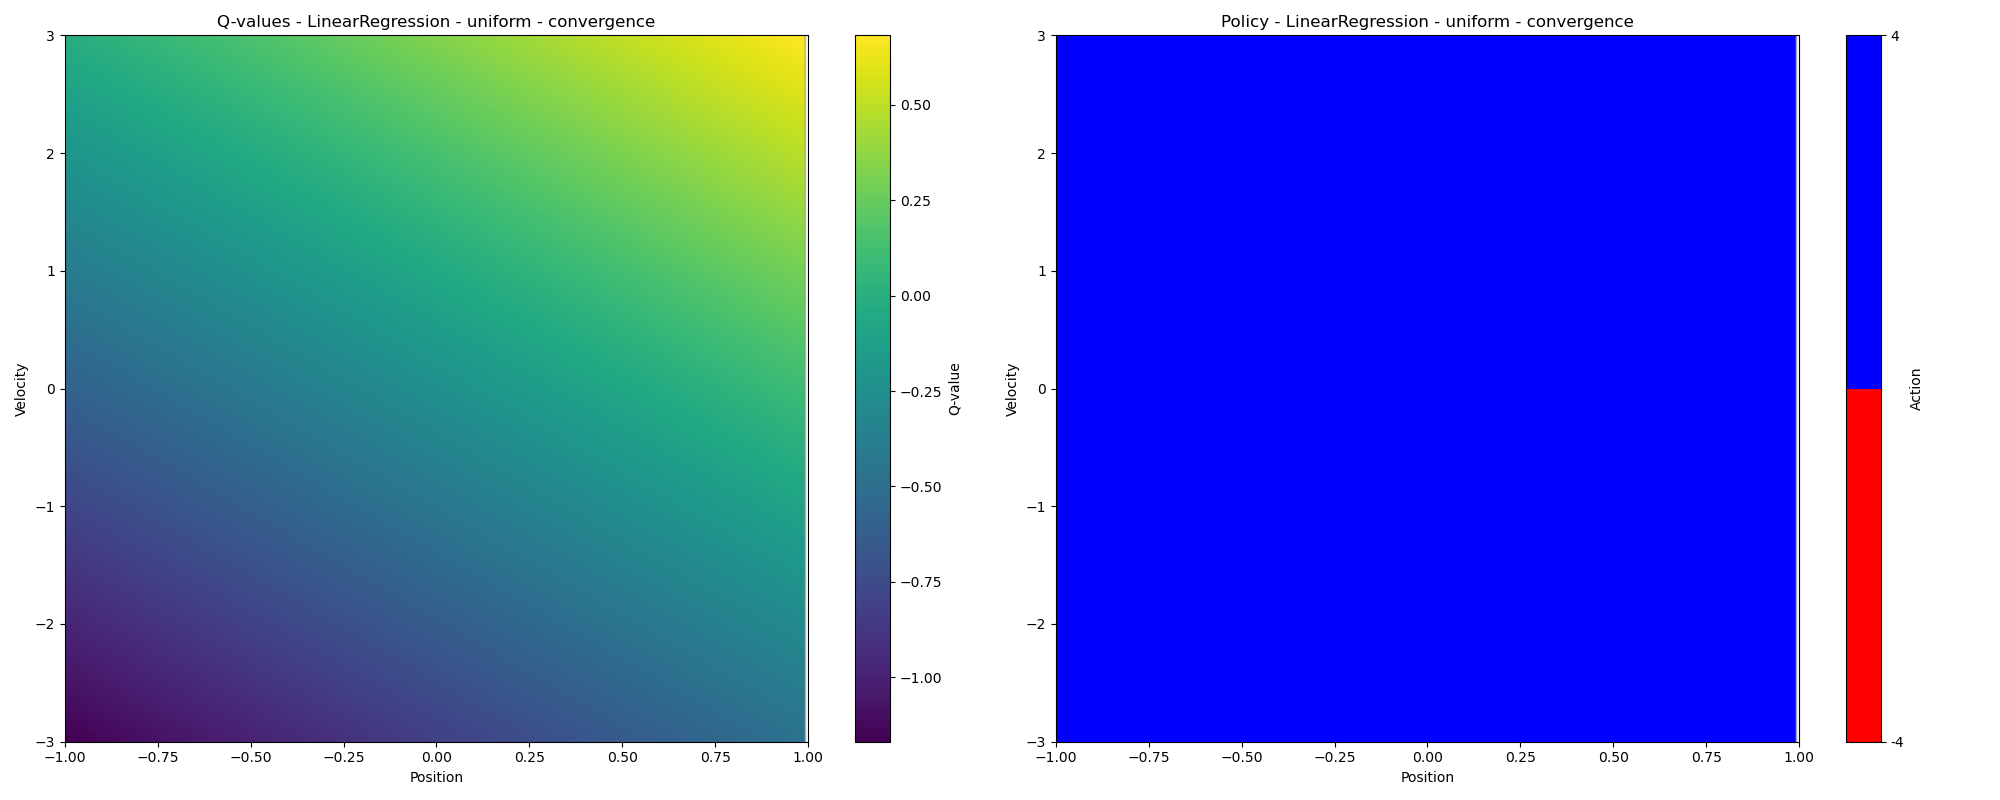 Q-values - LinearRegression - uniform - convergence
3
2
1
0
−1
−2
−3
Velocity
−1.00 −0.75 −0.50 −0.25 0.00 0.25 0.50 0.75 1.00
Position
0.50
0.25
0.00
−0.25
−0.50
−0.75
−1.00
Q-value
Policy - LinearRegression - uniform - convergence
3
2
1
0
−1
−2
−3
Velocity
−1.00 −0.75 −0.50 −0.25 0.00 0.25 0.50 0.75 1.00
Position
4
-4
Action